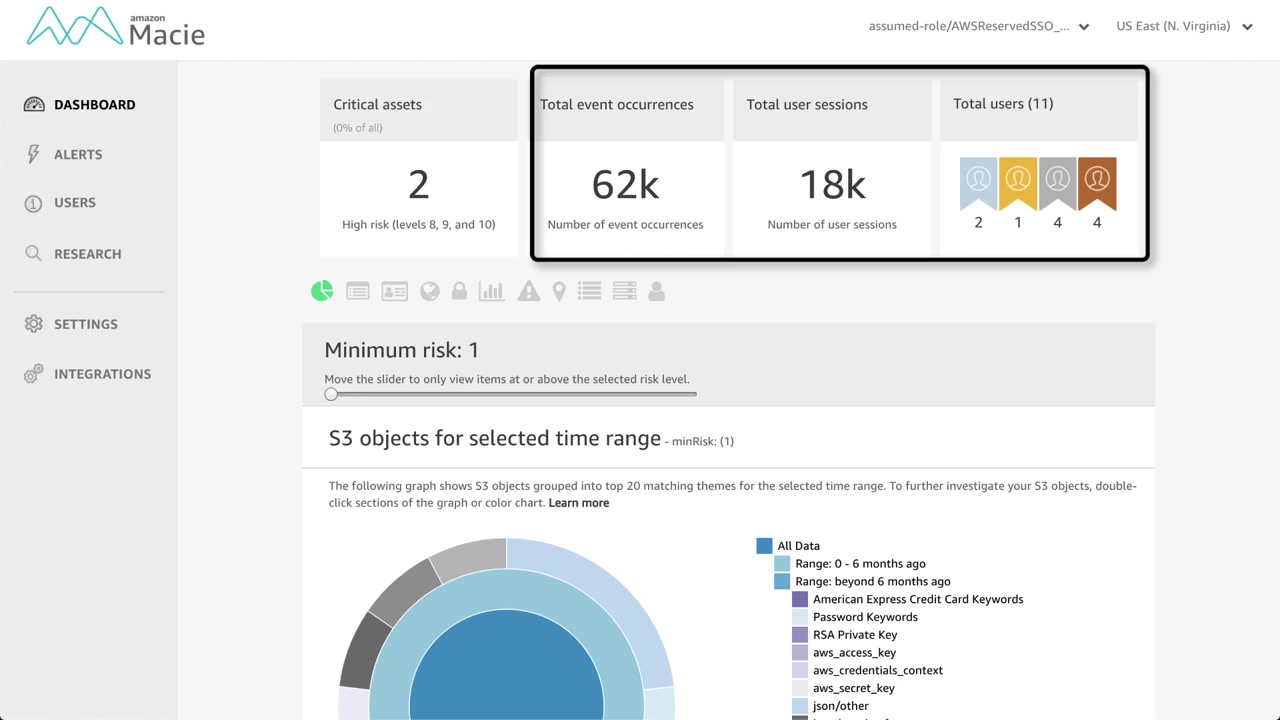 amazon
Macie
assumed-role/AWSReservedSSO_...
US East (N. Virginia)
DASHBOARD
ALERTS
USERS
RESEARCH
SETTINGS
INTEGRATIONS
Critical assets
(0% of all)
2
High risk (levels 8, 9, and 10)
Total event occurrences
62k
Number of event occurrences
Total user sessions
18k
Number of user sessions
Total users (11)
2 1 4 4
Minimum risk: 1
Move the slider to only view items at or above the selected risk level.
S3 objects for selected time range - minRisk: (1)
The following graph shows S3 objects grouped into top 20 matching themes for the selected time range. To further investigate your S3 objects, double-
click sections of the graph or color chart. Learn more
All Data
Range: 0 - 6 months ago
Range: beyond 6 months ago
American Express Credit Card Keywords
Password Keywords
RSA Private Key
aws_access_key
aws_credentials_context
aws_secret_key
json/other